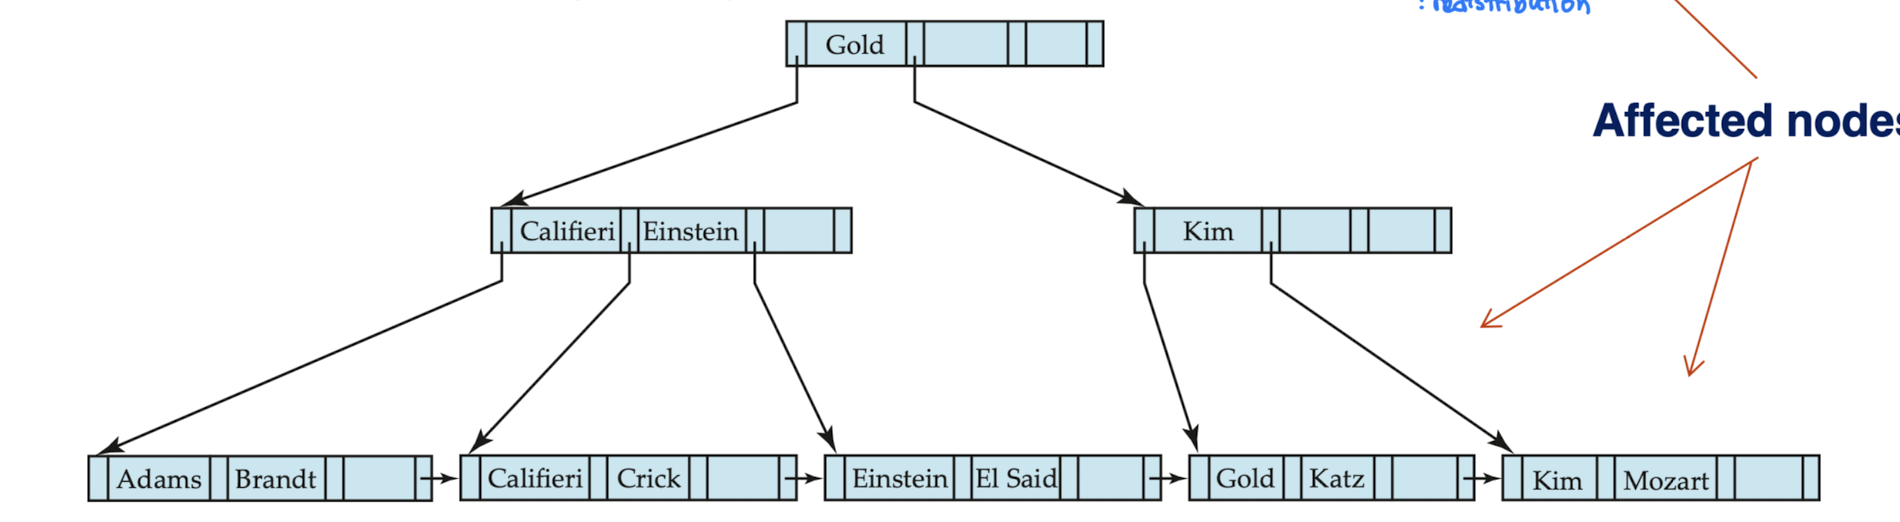 : redistribution
Gold
Affected nodes
Califieri Einstein
Kim
Adams Brandt
Califieri Crick
Einstein El Said
Gold Katz
Kim Mozart